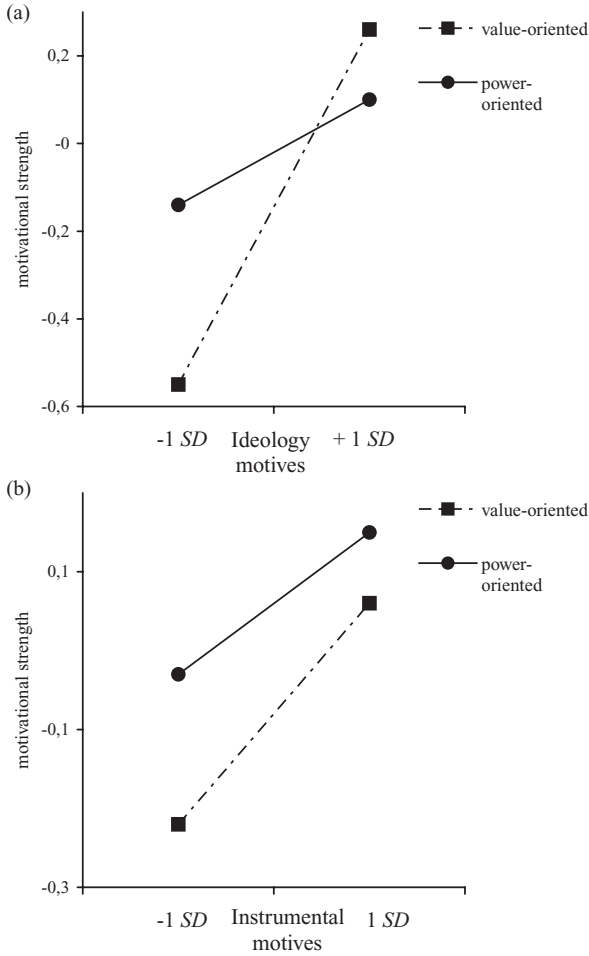 (a)
0,2
-0
-0,2
-0,4
-0,6
motivational strength
-1 SD
Ideology
motives
+ 1 SD
value-oriented
power-
oriented
(b)
0,1
-0,1
-0,3
motivational strength
-1 SD
Instrumental
motives
1 SD
value-oriented
power-
oriented